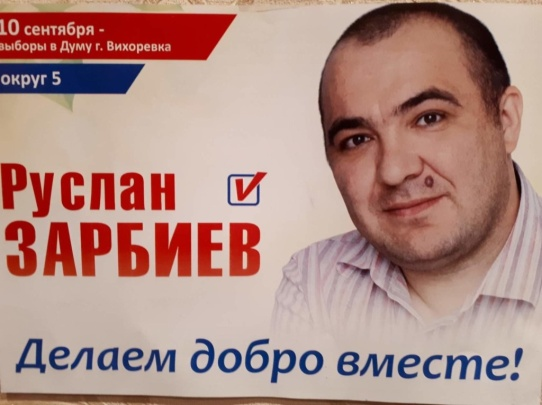 10 сентября -
выборы в Думу г. Вихоревка
округ 5
Руслан
ЗАРБИЕВ
Делаем добро вместе!